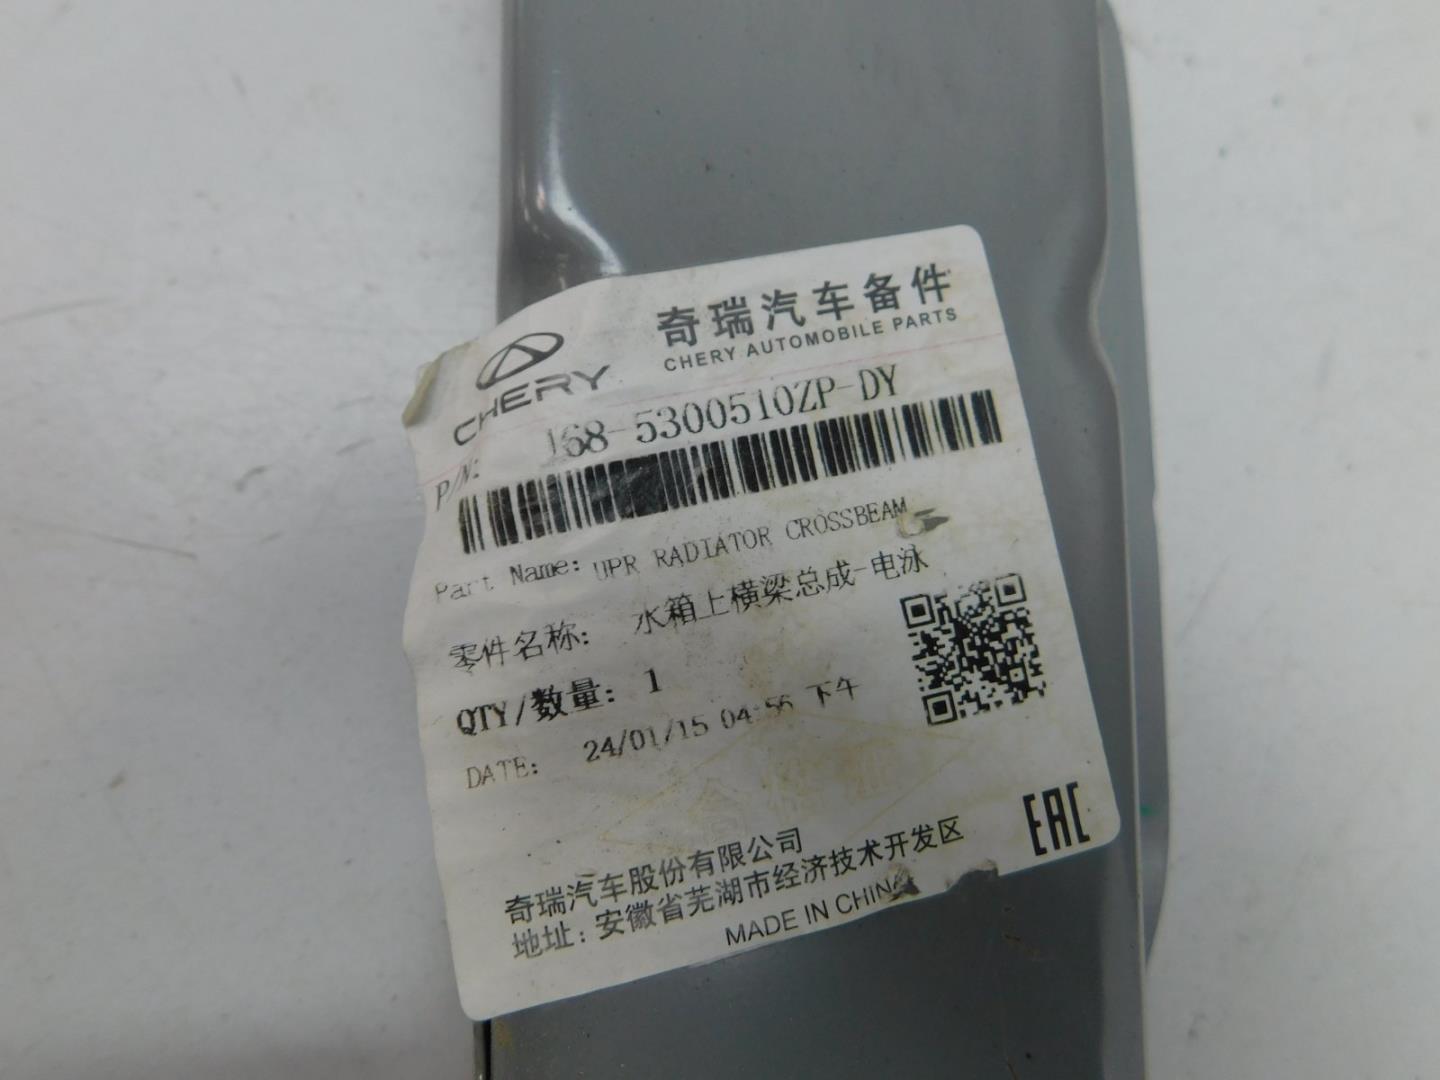 奇瑞汽车备件
CHERY AUTOMOBILE PARTS
CHERY
P/N: 168-5300510ZP-DY
Part Name: UPR RADIATOR CROSSBEAM
零件名称: 水箱上横梁总成-电泳
QTY/数量: 1
DATE: 24/01/15 04:56 下午
EAC
奇瑞汽车股份有限公司
地址: 安徽省芜湖市经济技术开发区
MADE IN CHINA